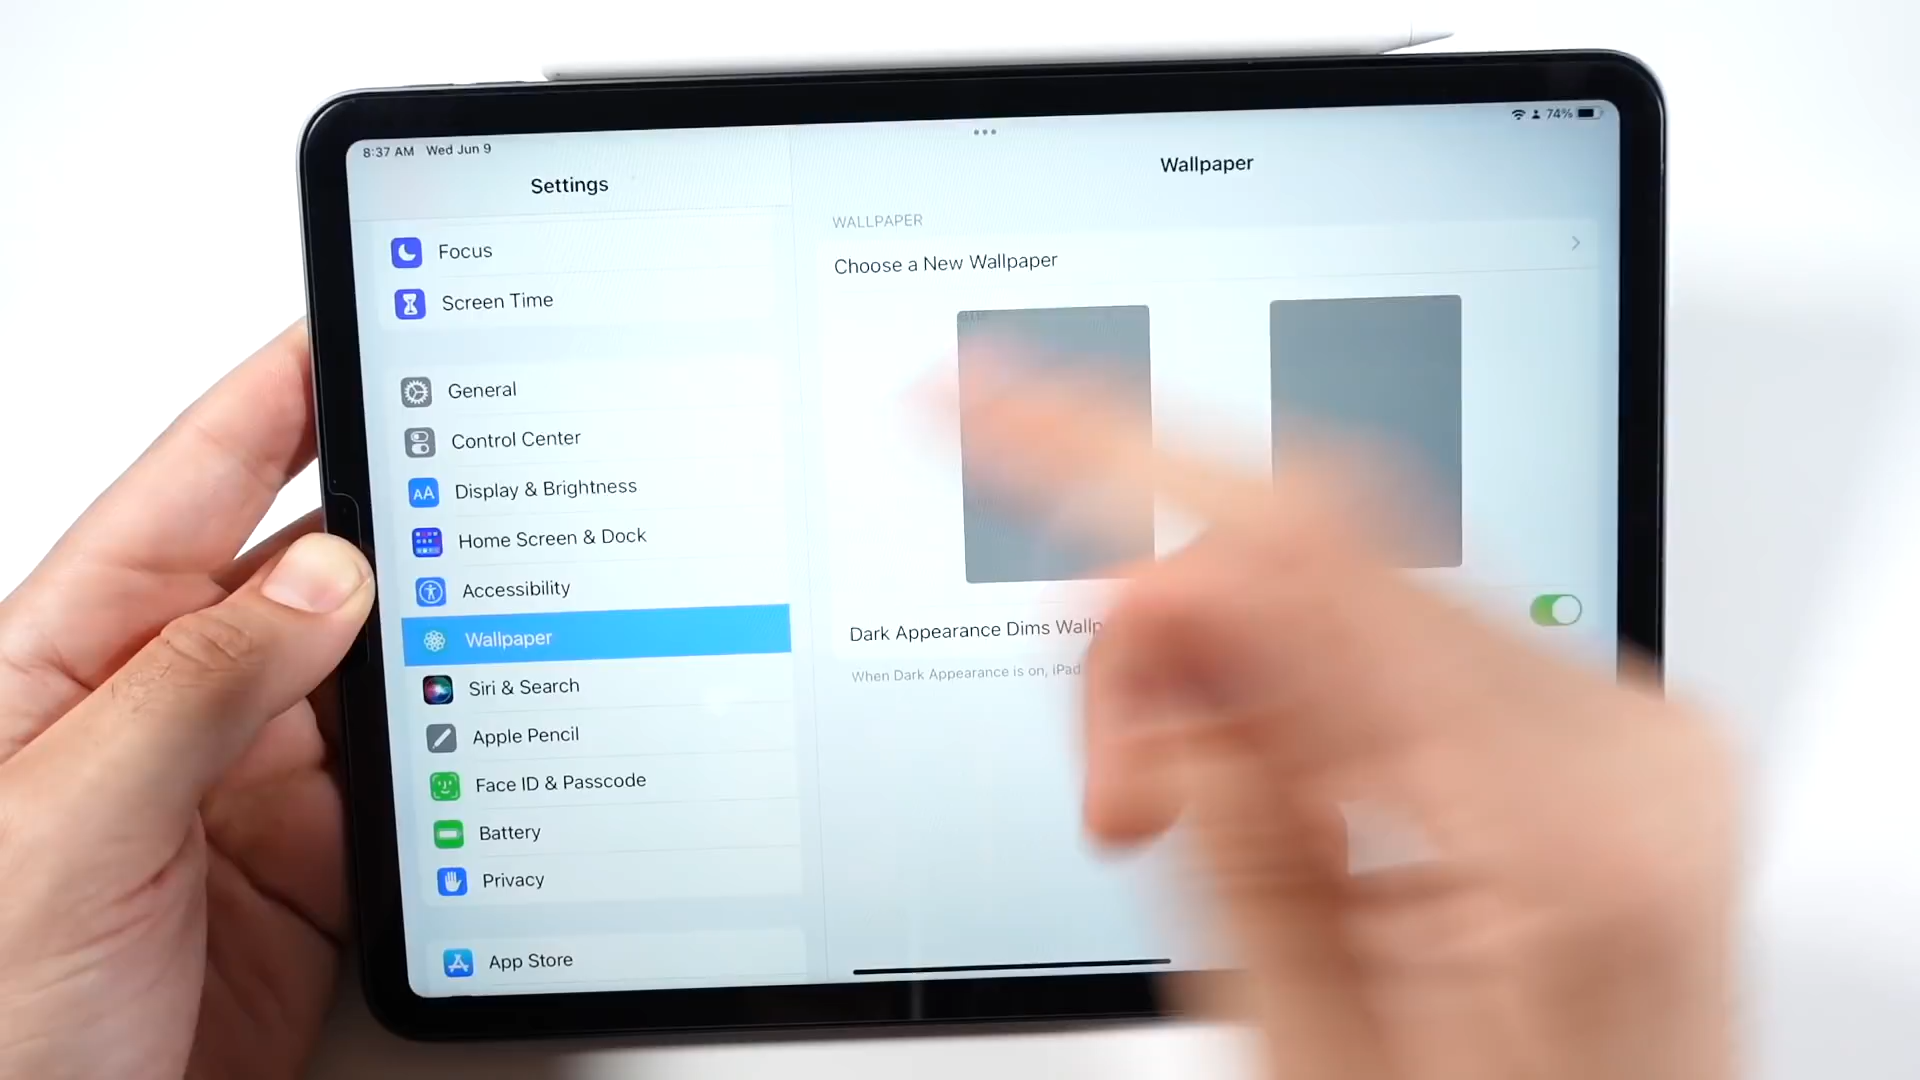 8:37 AM Wed Jun 9
74%
Settings
Focus
Screen Time
General
Control Center
AA
Display & Brightness
Home Screen & Dock
Accessibility
Wallpaper
Siri & Search
Apple Pencil
Face ID & Passcode
Battery
Privacy
App Store
Wallpaper
WALLPAPER
Choose a New Wallpaper
Dark Appearance Dims
When Dark Appearance is on, iPad